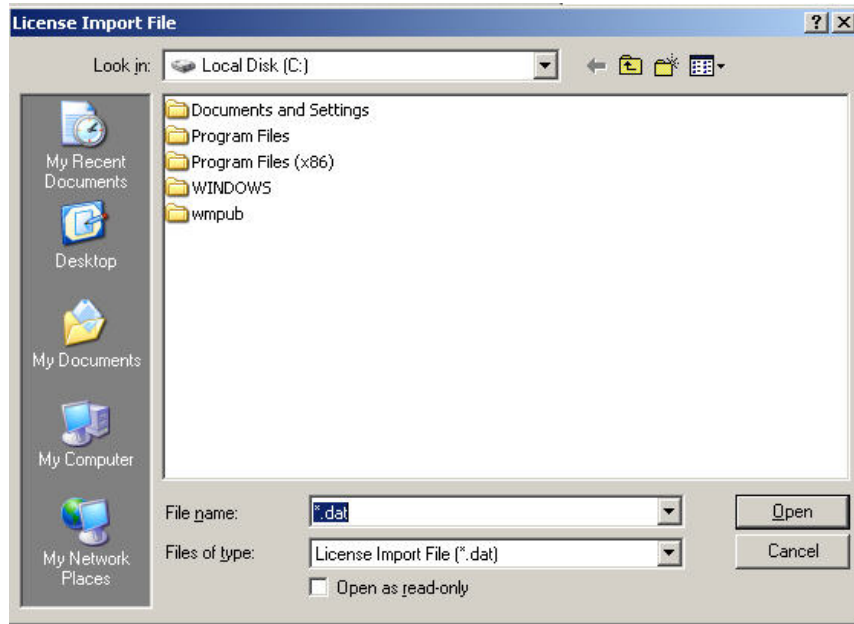 License Import File
Look in:
Local Disk (C:)
My Recent
Documents
Desktop
My Documents
My Computer
My Network
Places
Documents and Settings
Program Files
Program Files (x86)
WINDOWS
wmpub
File name:
*.dat
Open
Files of type:
License Import File (*.dat)
Cancel
Open as read-only